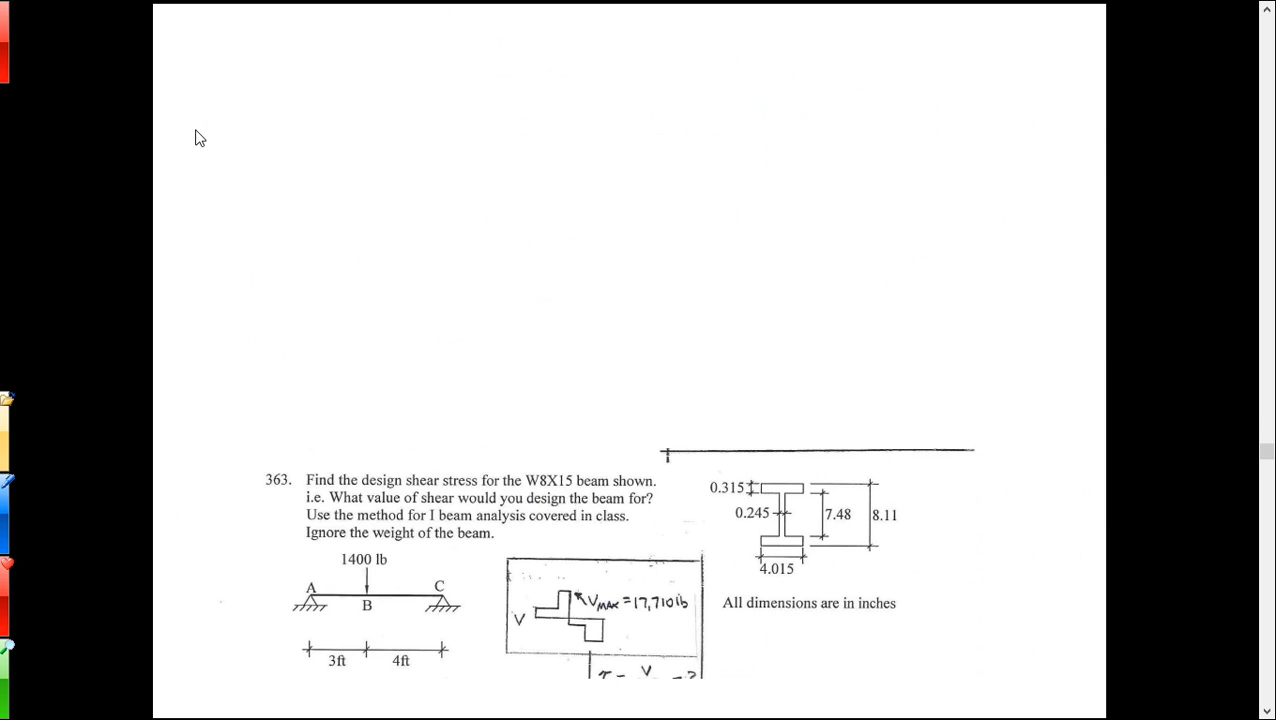 363. Find the design shear stress for the W8X15 beam shown.
i.e. What value of shear would you design the beam for?
Use the method for I beam analysis covered in class.
Ignore the weight of the beam.
1400 lb
A
C
B
3ft
4ft
V
VMAX = 17,710 lb
V
0.315
0.245
7.48
8.11
4.015
All dimensions are in inches